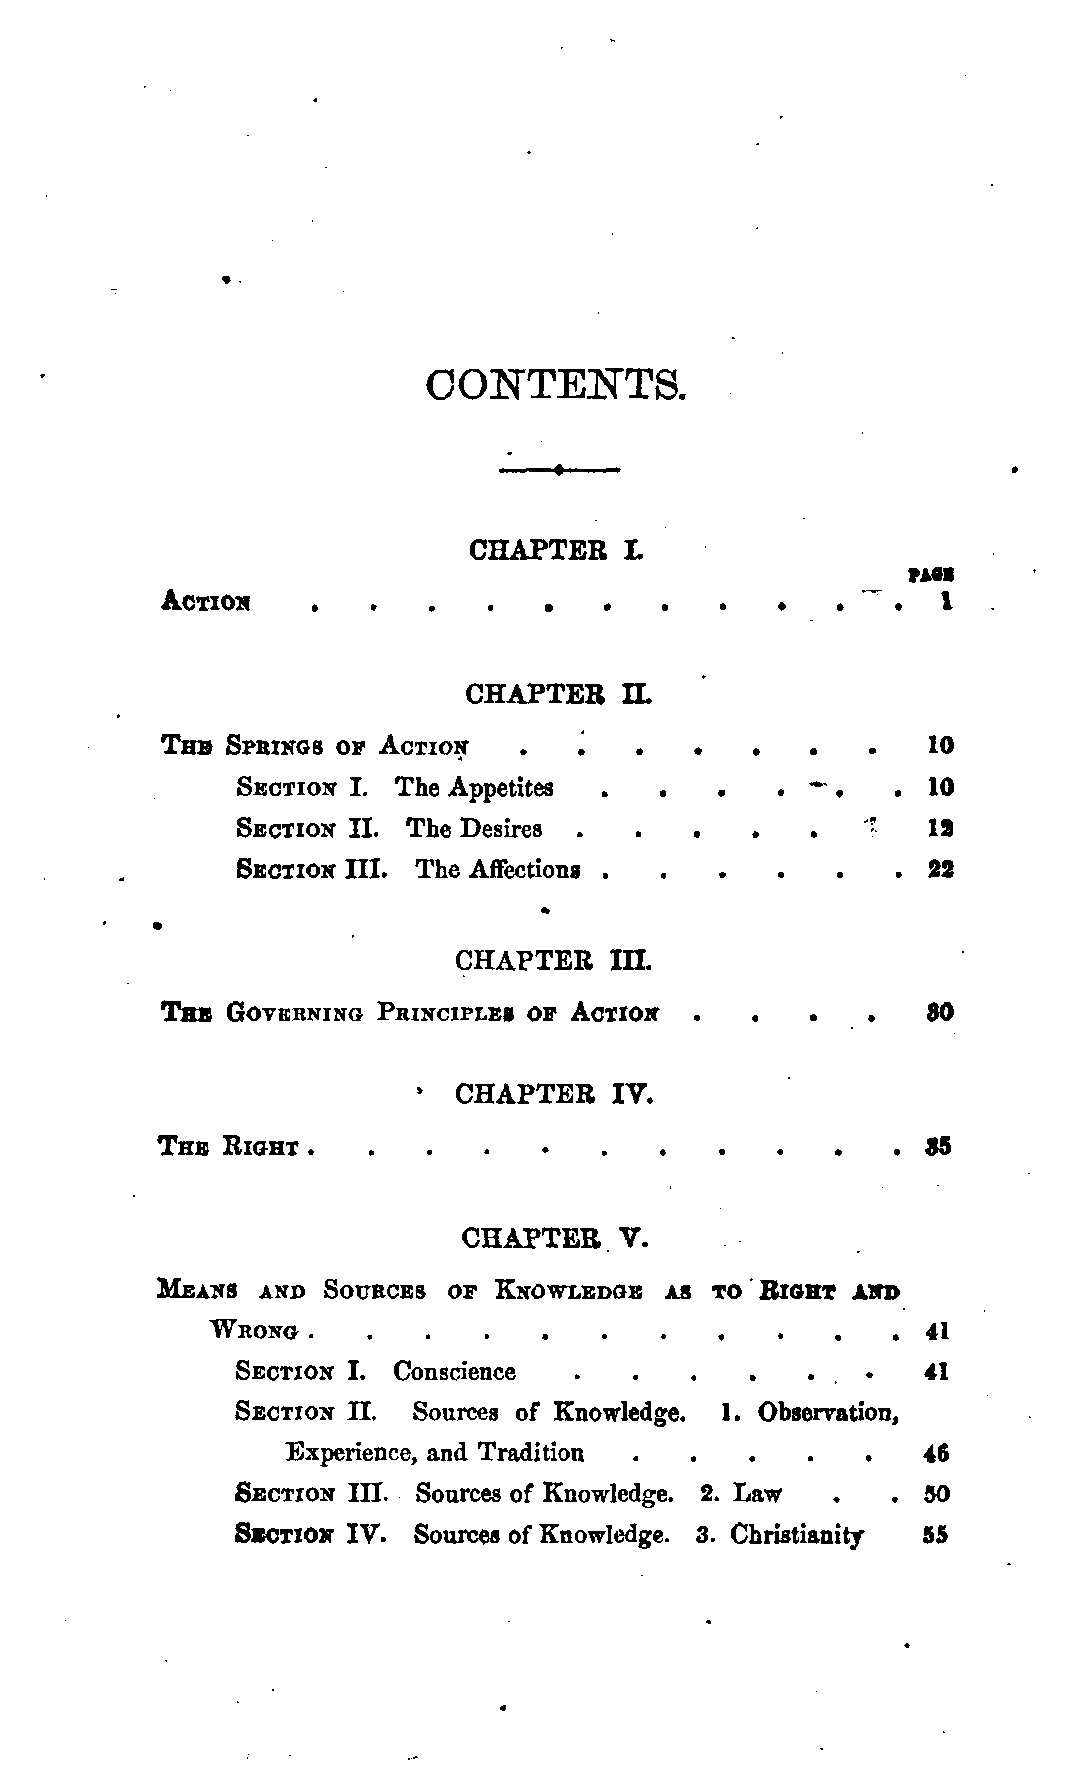 CONTENTS.
CHAPTER I.
PAGE
ACTION . . . . . . . . . . . 1
CHAPTER II.
THE SPRINGS OF ACTION . . . . . . . 10
SECTION I. The Appetites . . . . . . 10
SECTION II. The Desires . . . . . 12
SECTION III. The Affections . . . . . . 22
CHAPTER III.
THE GOVERNING PRINCIPLES OF ACTION . . . . 30
CHAPTER IV.
THE RIGHT . . . . . . . . . . . 35
CHAPTER V.
MEANS AND SOURCES OF KNOWLEDGE AS TO RIGHT AND
WRONG . . . . . . . . . . . 41
SECTION I. Conscience . . . . . . 41
SECTION II. Sources of Knowledge. 1. Observation,
Experience, and Tradition . . . . . 46
SECTION III. Sources of Knowledge. 2. Law . . 50
SECTION IV. Sources of Knowledge. 3. Christianity 55